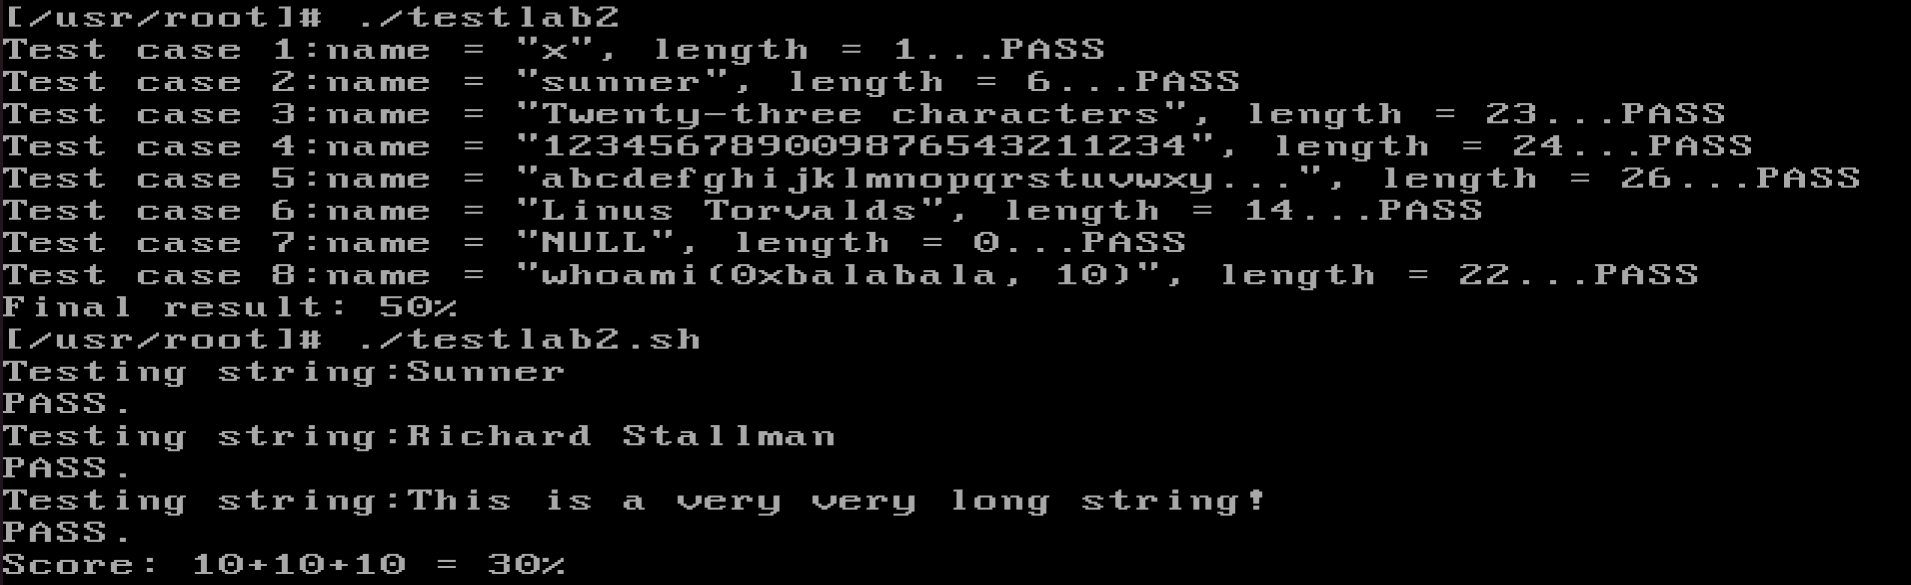 [/usr/root]# ./testlab2
Test case 1:name = "x", length = 1...PASS
Test case 2:name = "sunner", length = 6...PASS
Test case 3:name = "Twenty-three characters", length = 23...PASS
Test case 4:name = "123456789009876543211234", length = 24...PASS
Test case 5:name = "abcdefghijklmnopqrstuvwxy...", length = 26...PASS
Test case 6:name = "Linus Torvalds", length = 14...PASS
Test case 7:name = "NULL", length = 0...PASS
Test case 8:name = "whoami(0xbalabala, 10)", length = 22...PASS
Final result: 50%
[/usr/root]# ./testlab2.sh
Testing string:Sunner
PASS.
Testing string:Richard Stallman
PASS.
Testing string:This is a very very long string!
PASS.
Score: 10+10+10 = 30%